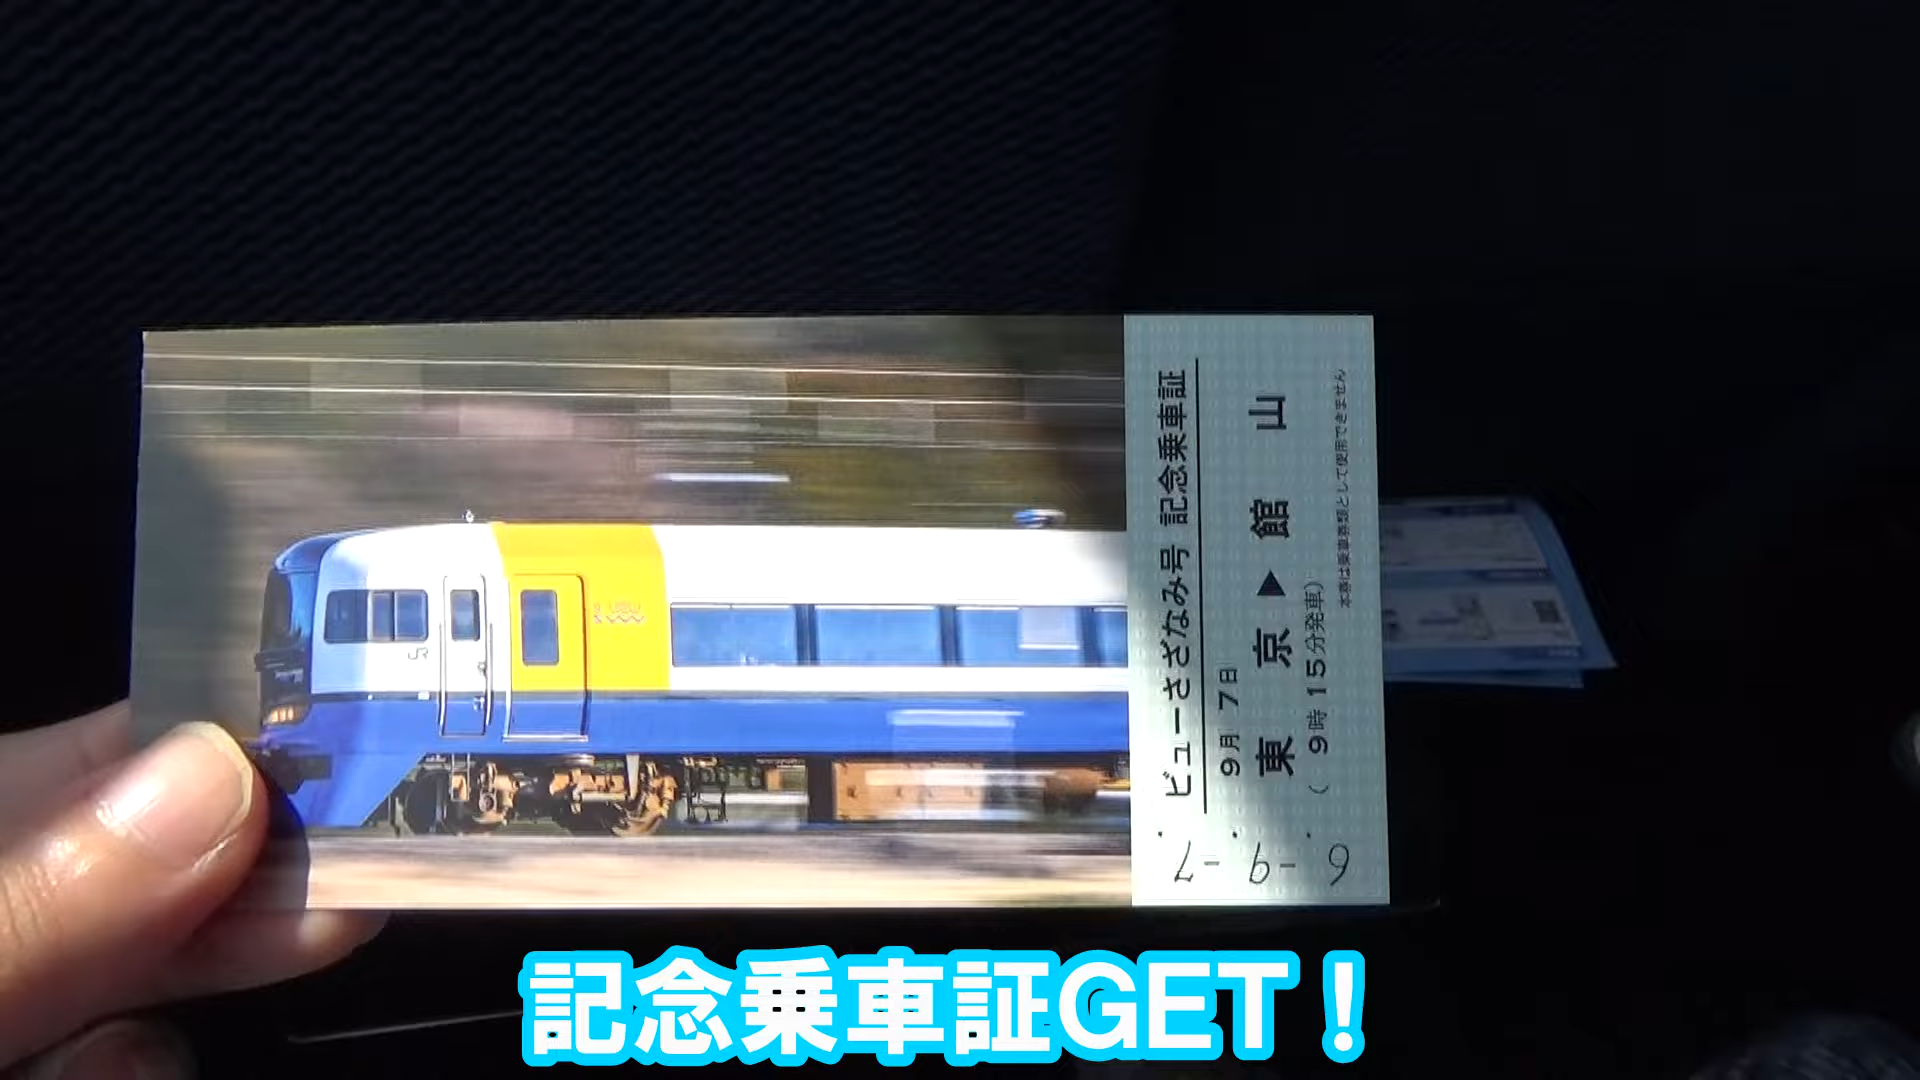 ビューさざなみ号 記念乗車証
9月 7日
東 京 ▶ 館 山
( 9時 15分発車)
本券は乗車券類として使用できません
6-9-7
JR
記念乗車証GET！